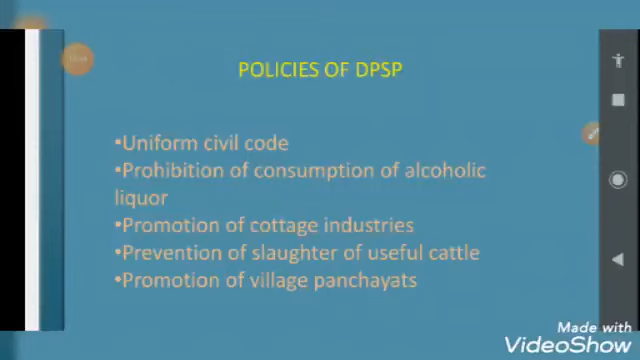 POLICIES OF DPSP
•Uniform civil code
•Prohibition of consumption of alcoholic
liquor
•Promotion of cottage industries
•Prevention of slaughter of useful cattle
•Promotion of village panchayats
Made with
VideoShow